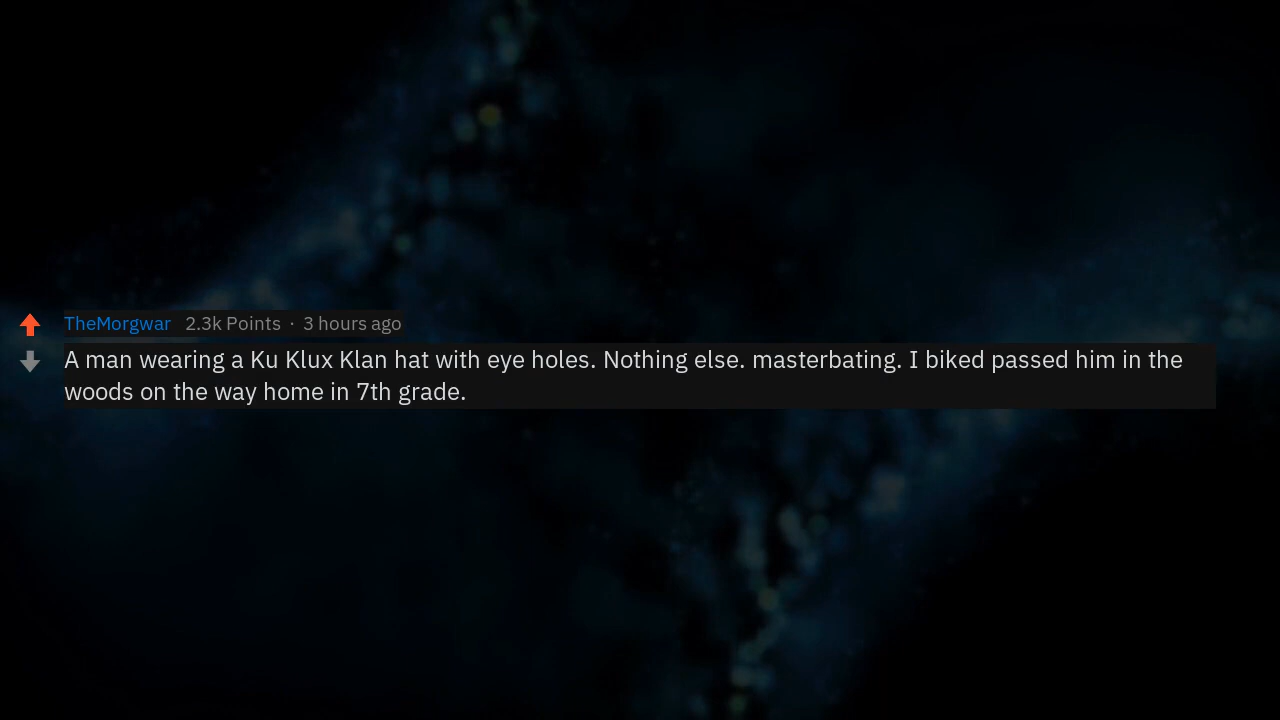 TheMorgwar 2.3k Points · 3 hours ago
A man wearing a Ku Klux Klan hat with eye holes. Nothing else. masterbating. I biked passed him in the
woods on the way home in 7th grade.